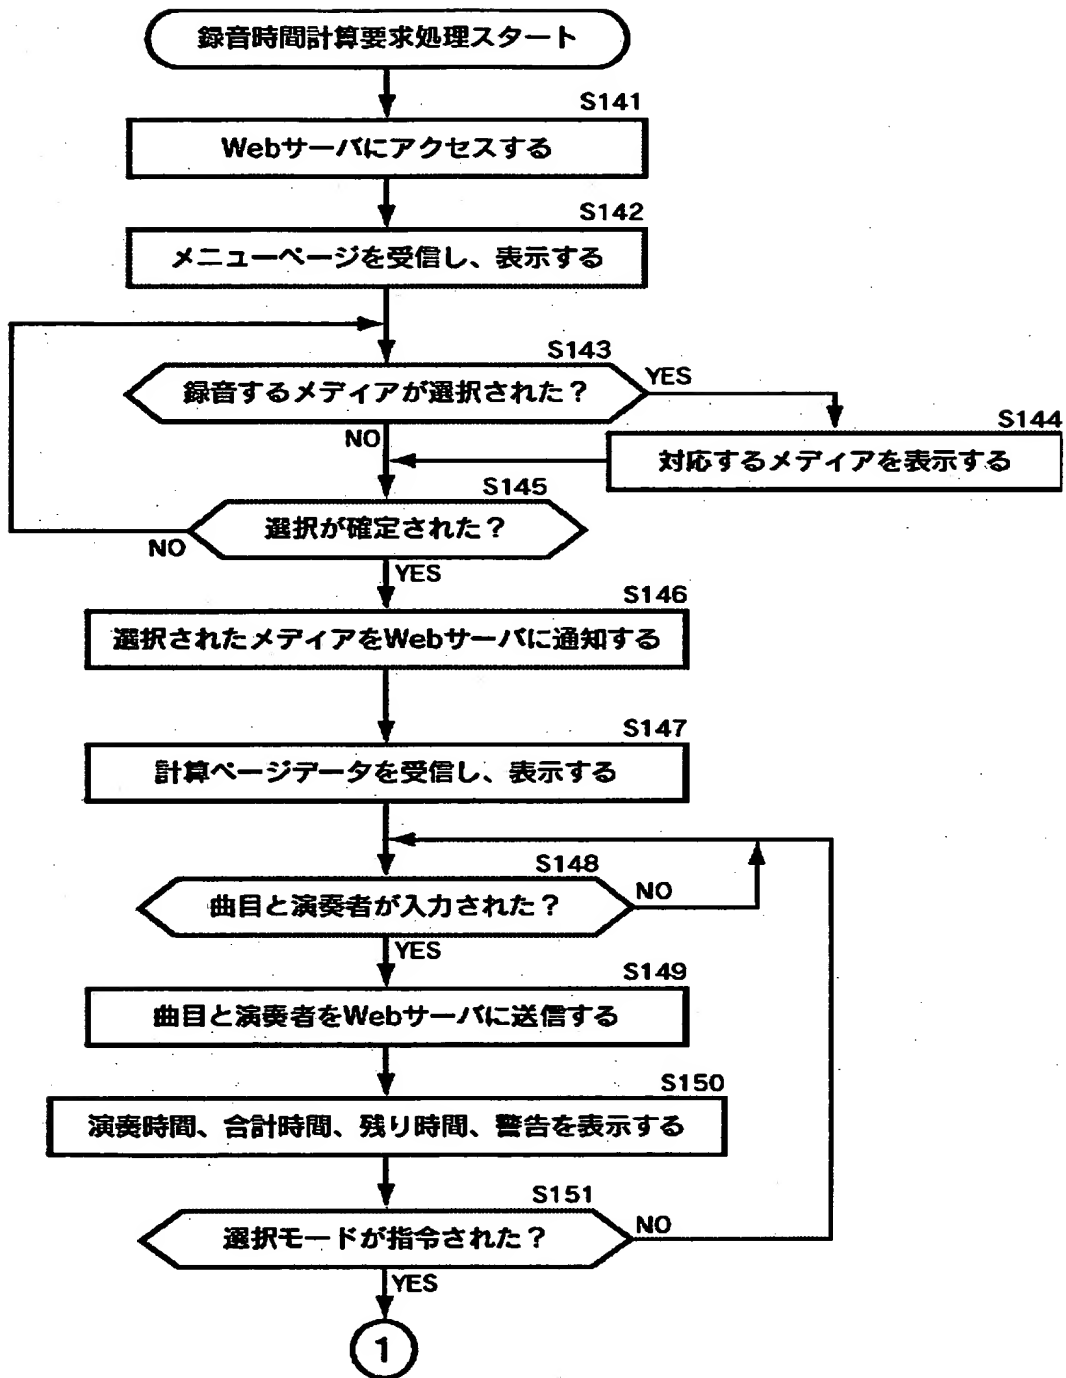 録音時間計算要求処理スタート
S141
Webサーバにアクセスする
S142
メニューページを受信し、表示する
S143
録音するメディアが選択された？
YES
NO
S144
対応するメディアを表示する
S145
選択が確定された？
NO
YES
S146
選択されたメディアをWebサーバに通知する
S147
計算ページデータを受信し、表示する
S148
曲目と演奏者が入力された？
NO
YES
S149
曲目と演奏者をWebサーバに送信する
S150
演奏時間、合計時間、残り時間、警告を表示する
S151
選択モードが指令された？
NO
YES
1